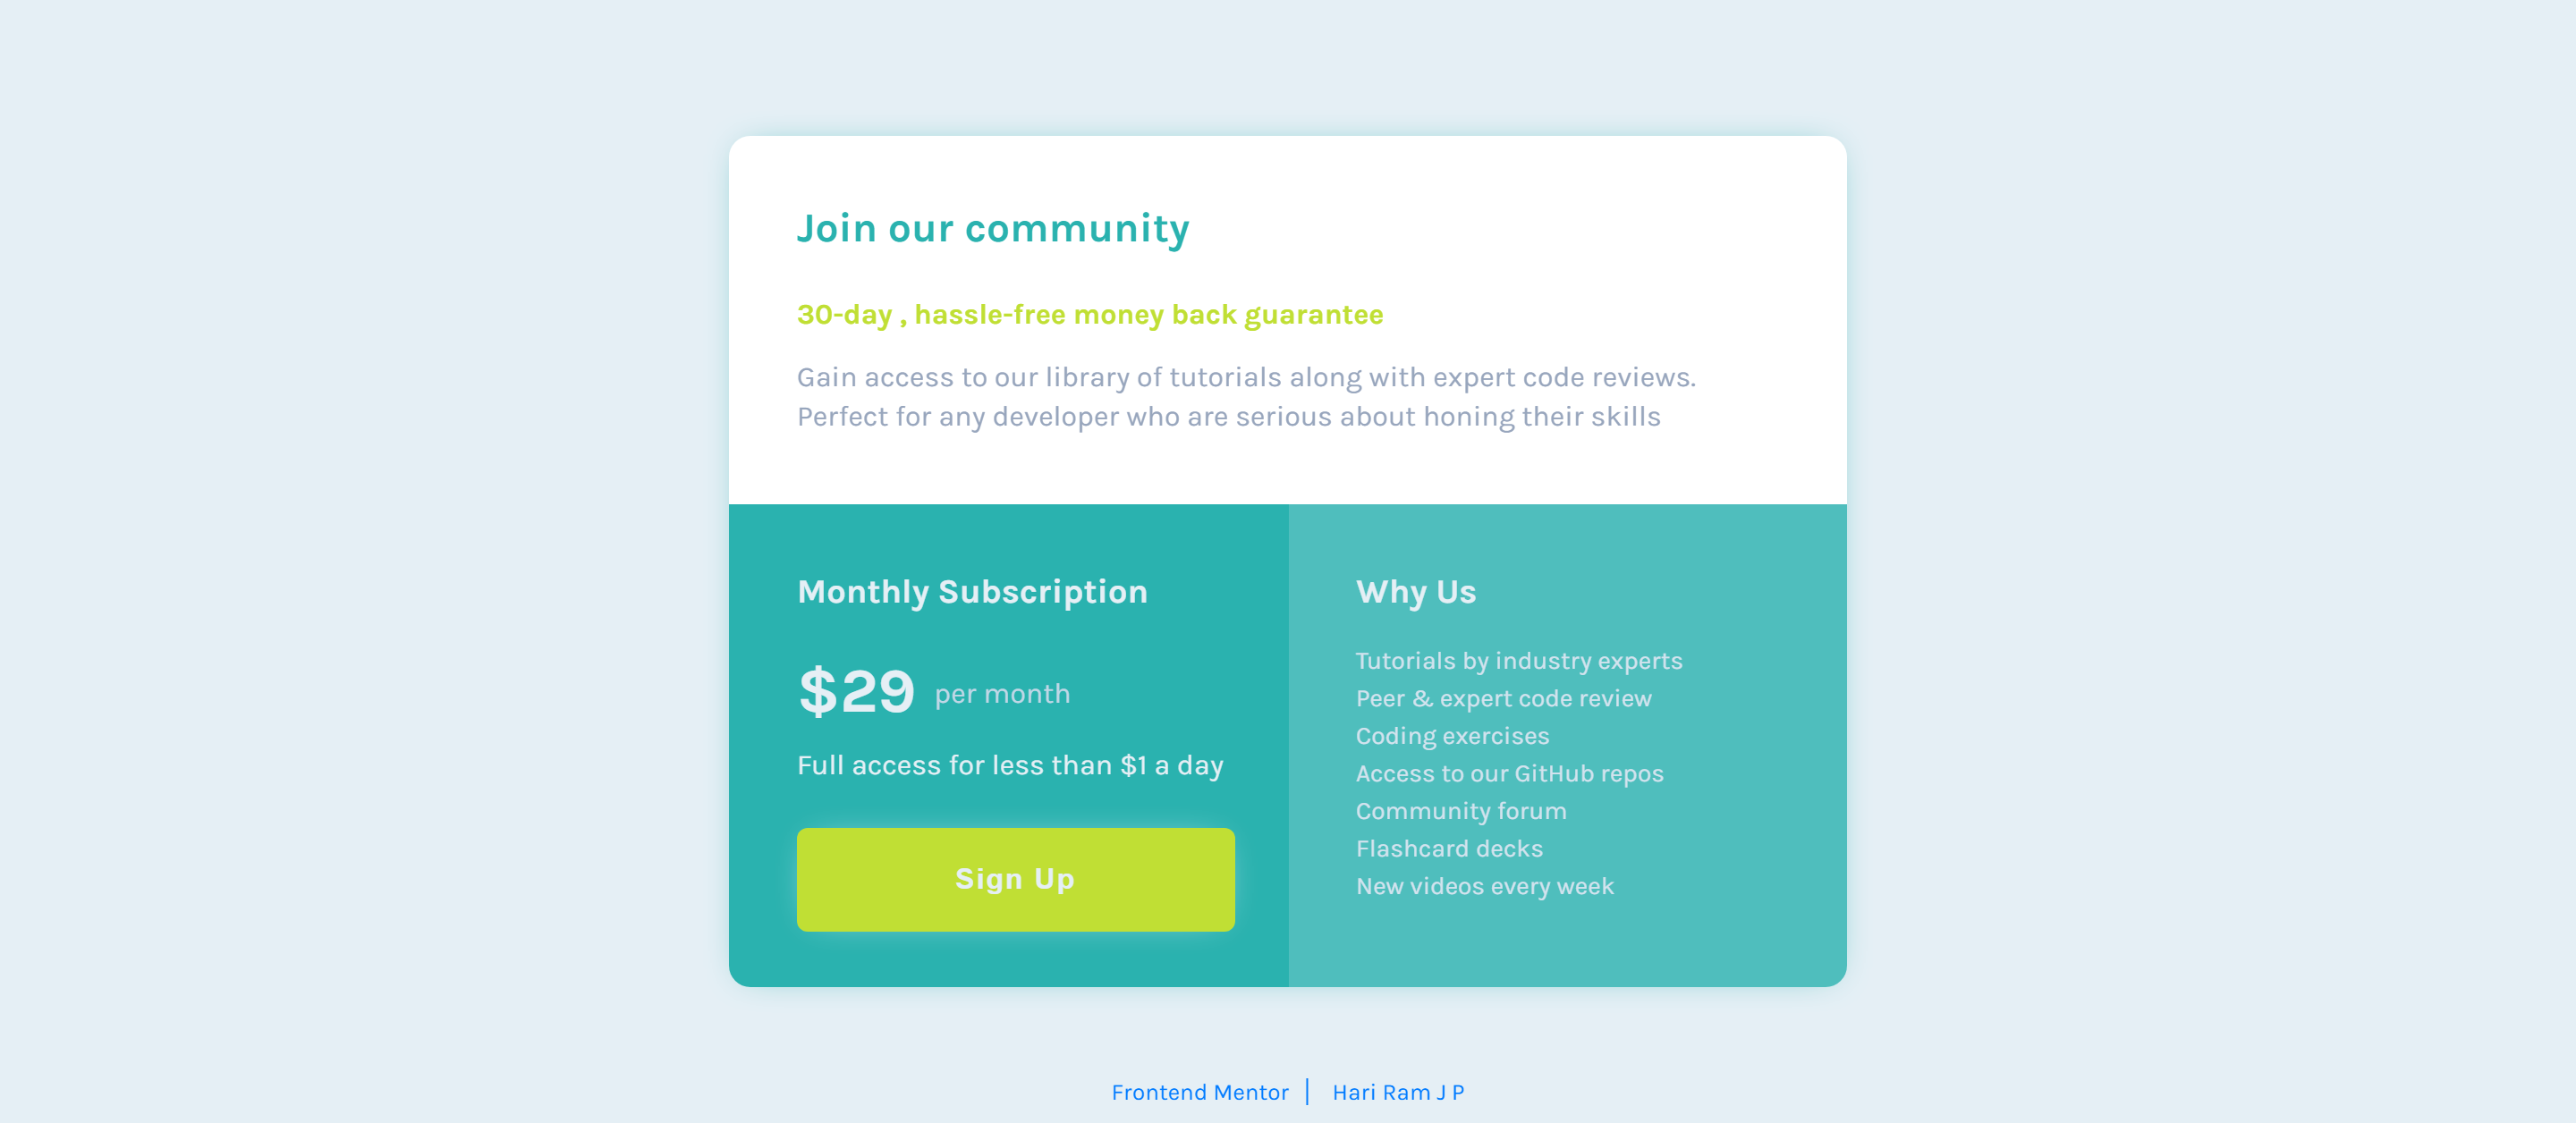 Join our community
30-day , hassle-free money back guarantee
Gain access to our library of tutorials along with expert code reviews.
Perfect for any developer who are serious about honing their skills
Monthly Subscription
$29 per month
Full access for less than $1 a day
Sign Up
Why Us
Tutorials by industry experts
Peer & expert code review
Coding exercises
Access to our GitHub repos
Community forum
Flashcard decks
New videos every week
Frontend Mentor | Hari Ram J P